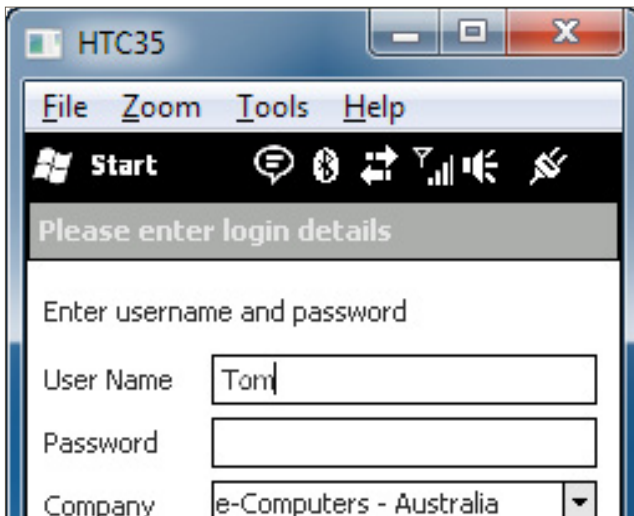 HTC35
File Zoom Tools Help
Start
Please enter login details
Enter username and password
User Name Tom
Password
Company e-Computers - Australia